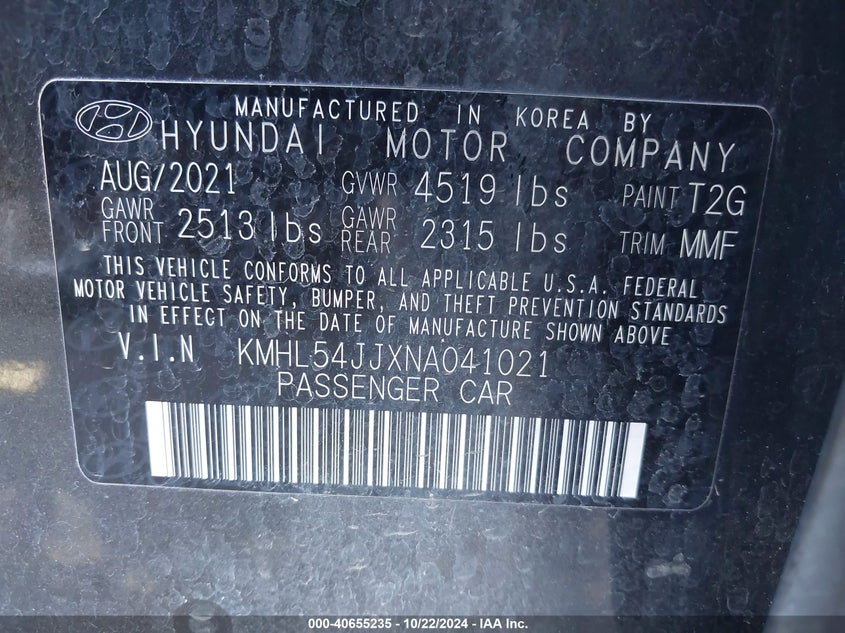 MANUFACTURED IN KOREA BY
HYUNDAI MOTOR COMPANY
AUG/2021 GVWR 4519 lbs PAINT T2G
GAWR FRONT 2513 lbs GAWR REAR 2315 lbs TRIM MMF
THIS VEHICLE CONFORMS TO ALL APPLICABLE U.S.A. FEDERAL
MOTOR VEHICLE SAFETY, BUMPER, AND THEFT PREVENTION STANDARDS
IN EFFECT ON THE DATE OF MANUFACTURE SHOWN ABOVE
V.I.N KMHL54JJXNA041021
PASSENGER CAR
000-40655235 - 10/22/2024 - IAA Inc.